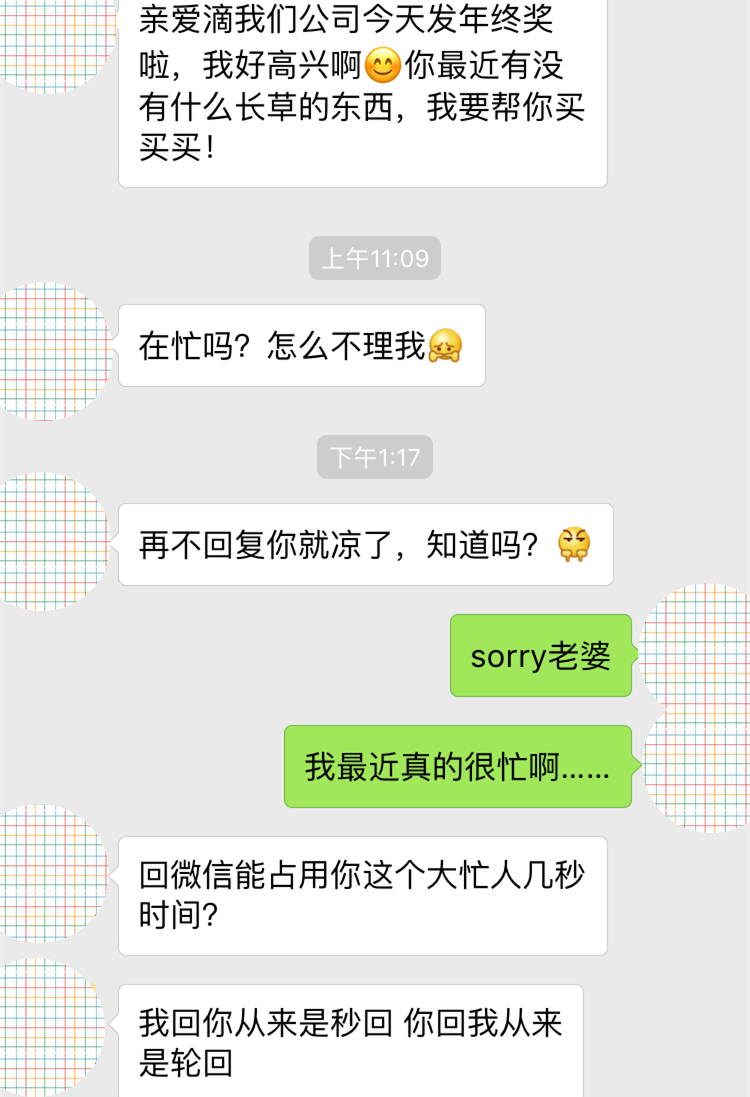 亲爱滴我们公司今天发年终奖
啦，我好高兴啊😊你最近有没
有什么长草的东西，我要帮你买
买买！
上午11:09
在忙吗？怎么不理我
下午1:17
再不回复你就凉了，知道吗？
sorry老婆
我最近真的很忙啊……
回微信能占用你这个大忙人几秒
时间?
我回你从来是秒回 你回我从来
是轮回